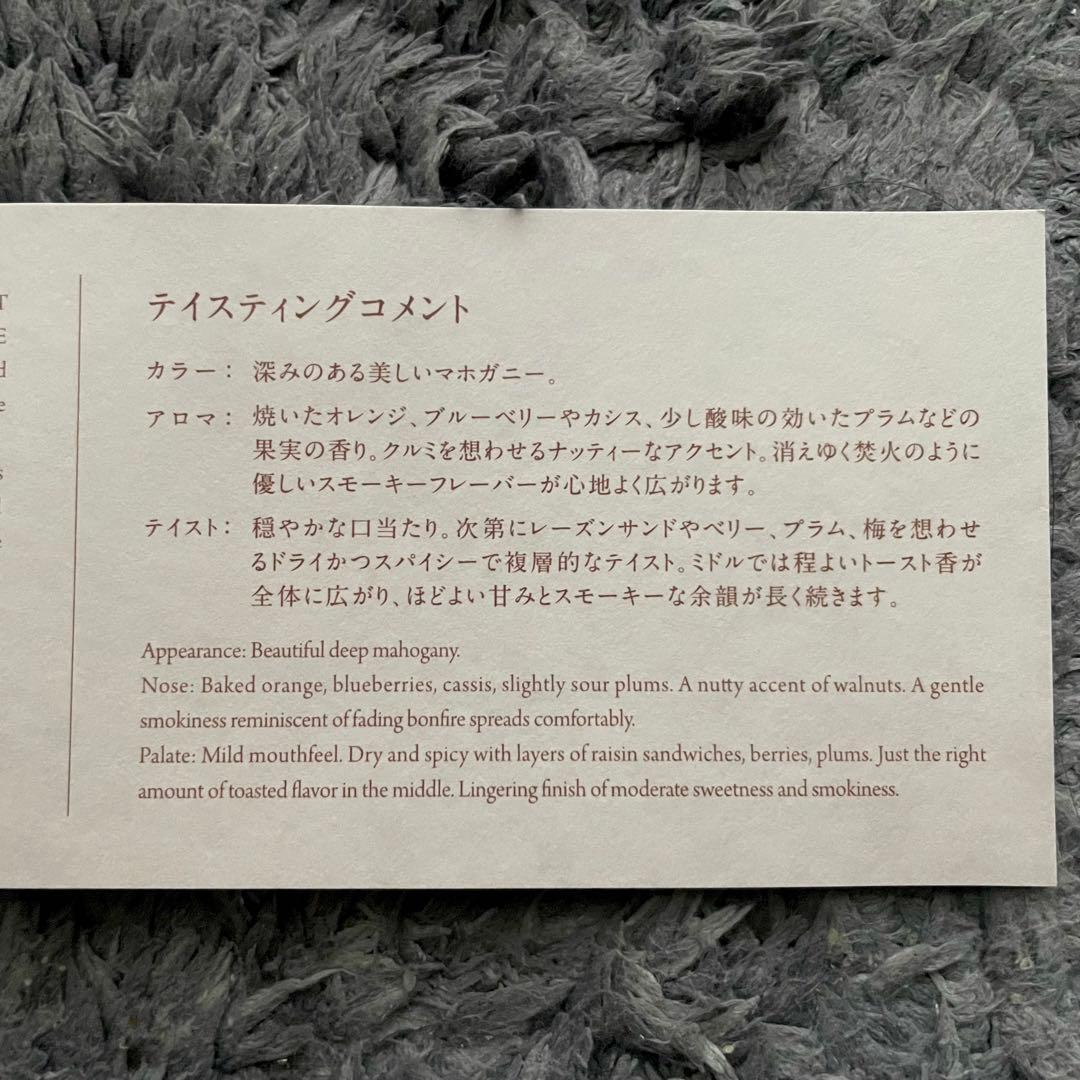 テイスティングコメント
カラー： 深みのある美しいマホガニー。
アロマ： 焼いたオレンジ、ブルーベリーやカシス、少し酸味の効いたプラムなどの
果実の香り。クルミを想わせるナッティーなアクセント。消えゆく焚火のように
優しいスモーキーフレーバーが心地よく広がります。
テイスト： 穏やかな口当たり。次第にレーズンサンドやベリー、プラム、梅を想わせ
るドライかつスパイシーで複層的なテイスト。ミドルでは程よいトースト香が
全体に広がり、ほどよい甘みとスモーキーな余韻が長く続きます。
Appearance: Beautiful deep mahogany.
Nose: Baked orange, blueberries, cassis, slightly sour plums. A nutty accent of walnuts. A gentle
smokiness reminiscent of fading bonfire spreads comfortably.
Palate: Mild mouthfeel. Dry and spicy with layers of raisin sandwiches, berries, plums. Just the right
amount of toasted flavor in the middle. Lingering finish of moderate sweetness and smokiness.